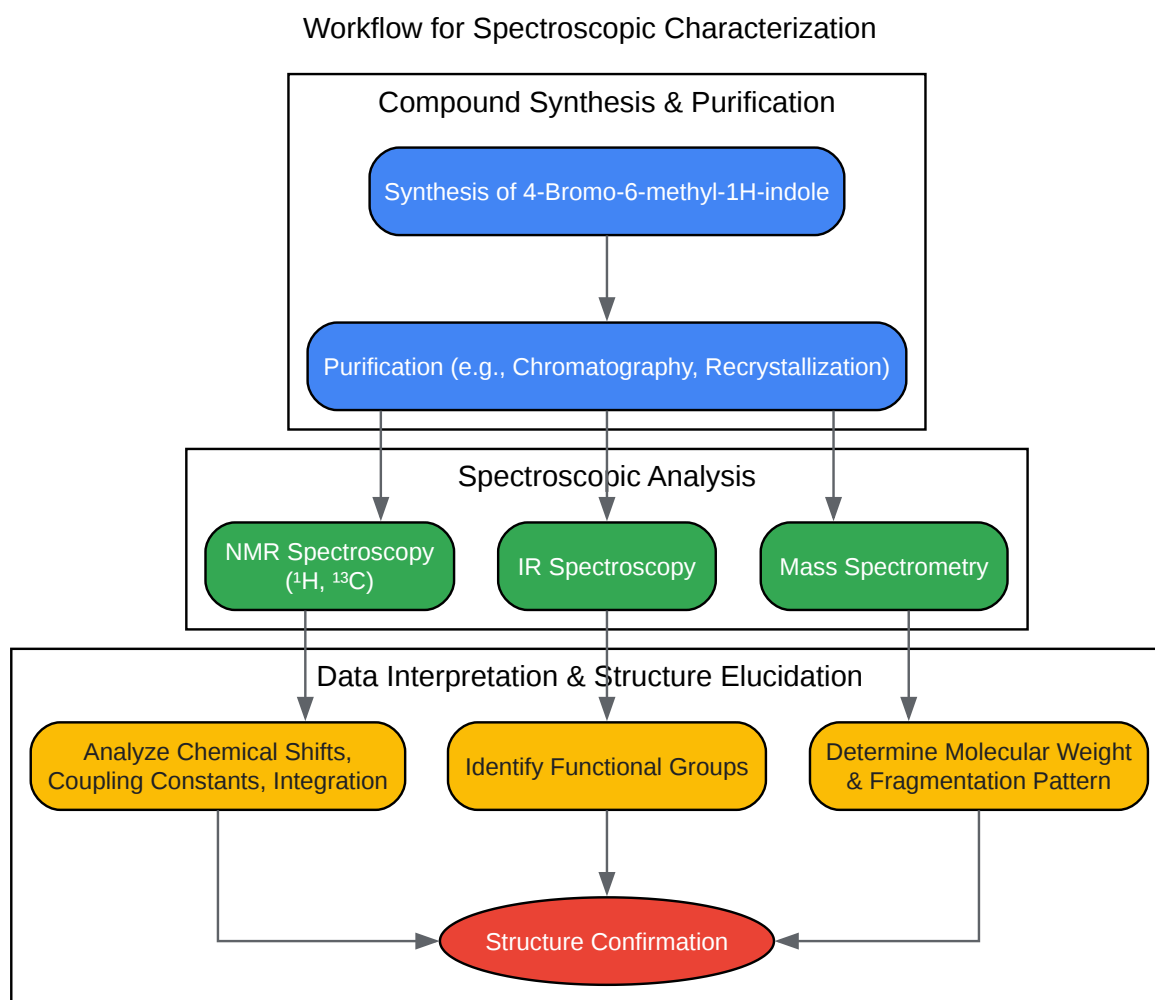 Workflow for Spectroscopic Characterization
Compound Synthesis & Purification
Synthesis of 4-Bromo-6-methyl-1H-indole
Purification (e.g., Chromatography, Recrystallization)
Spectroscopic Analysis
NMR Spectroscopy
(¹H, ¹³C)
IR Spectroscopy
Mass Spectrometry
Data Interpretation & Structure Elucidation
Analyze Chemical Shifts,
Coupling Constants, Integration
Identify Functional Groups
Determine Molecular Weight
& Fragmentation Pattern
Structure Confirmation